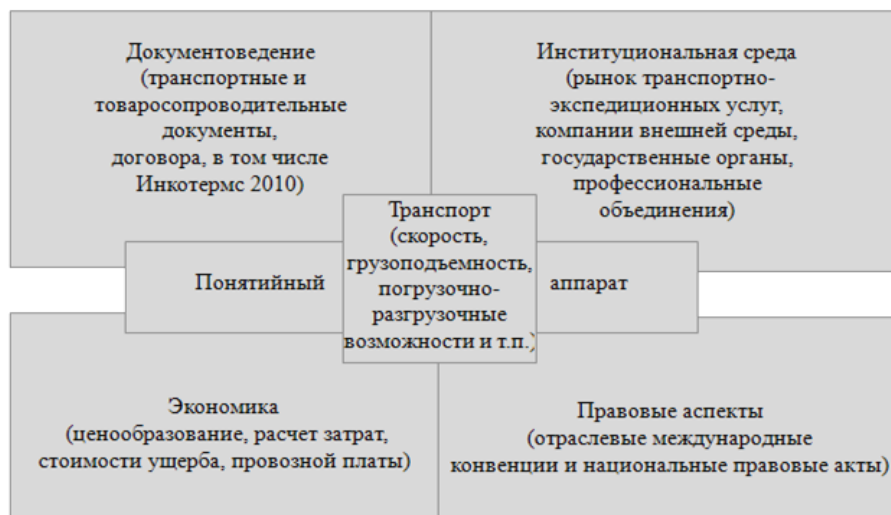 Документоведение
(транспортные и
товаросопроводительные
документы,
договора, в том числе
Инкотермс 2010)
Институциональная среда
(рынок транспортно-
экспедиционных услуг,
компании внешней среды,
государственные органы,
профессиональные
объединения)
Понятийный
Транспорт
(скорость,
грузоподъемность,
погрузочно-
разгрузочные
возможности и т.п.)
аппарат
Экономика
(ценообразование, расчет затрат,
стоимости ущерба, провозной платы)
Правовые аспекты
(отраслевые международные
конвенции и национальные правовые акты)